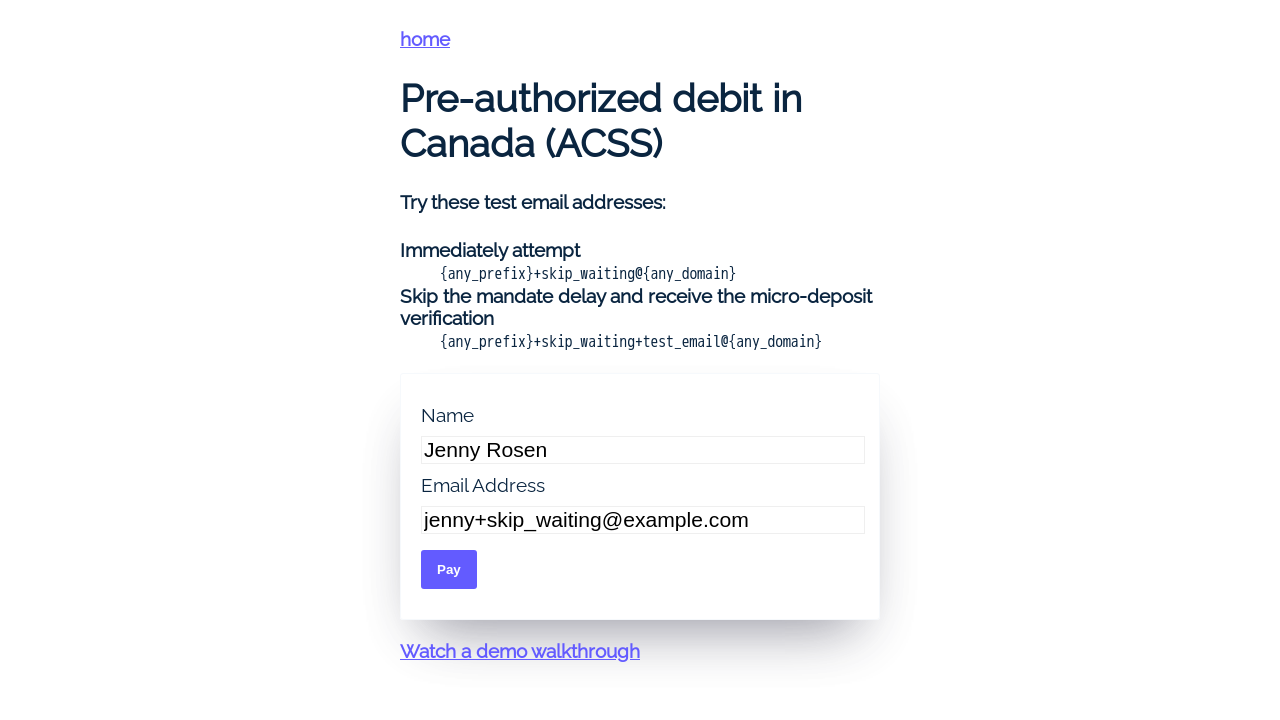 home
Pre-authorized debit in
Canada (ACSS)
Try these test email addresses:
Immediately attempt
{any_prefix}+skip_waiting@{any_domain}
Skip the mandate delay and receive the micro-deposit
verification
{any_prefix}+skip_waiting+test_email@{any_domain}
Name
Jenny Rosen
Email Address
jenny+skip_waiting@example.com
Pay
Watch a demo walkthrough